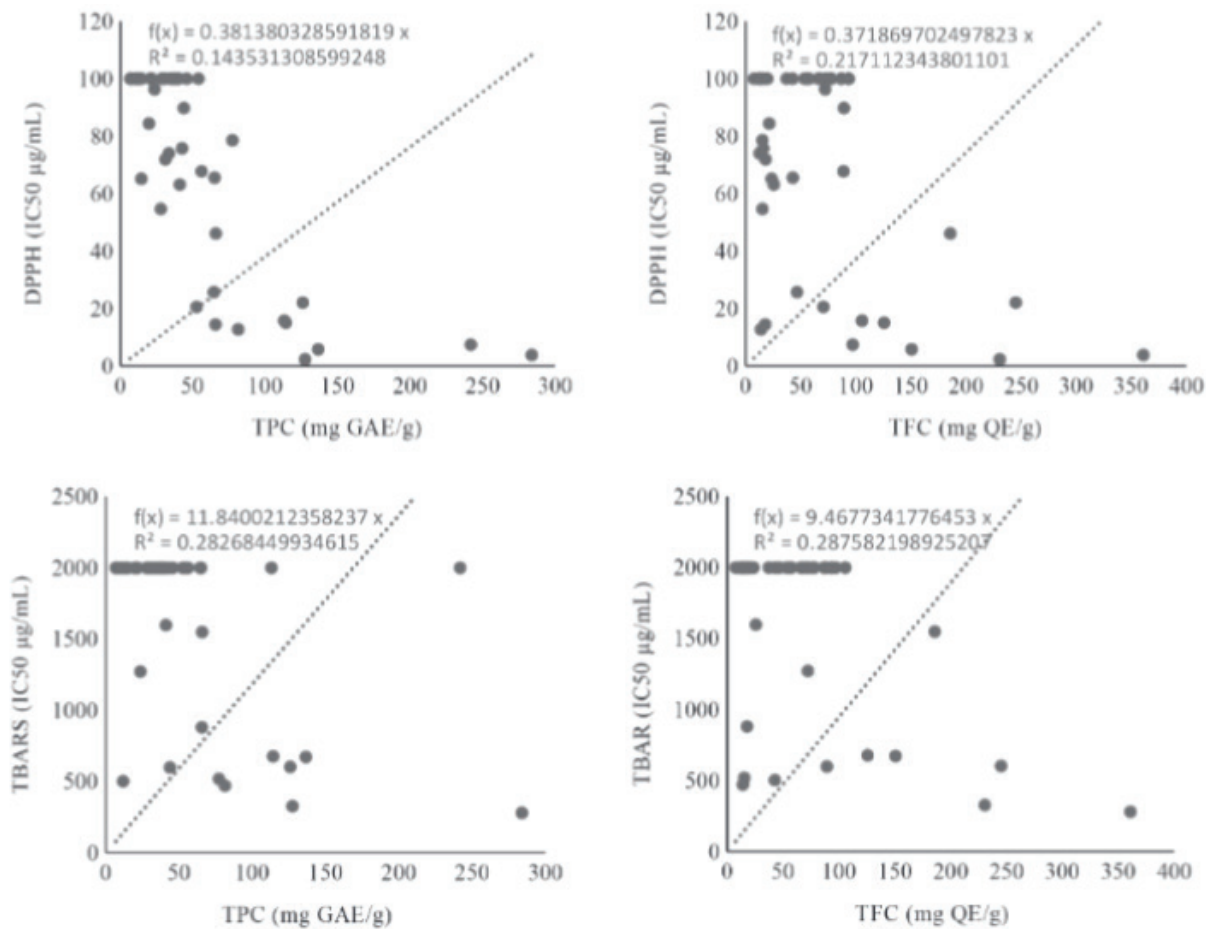 f(x) = 0.381380328591819 x
R² = 0.143531308599248
120
100
80
60
40
20
0
DPPH (IC50 µg/mL)
0 50 100 150 200 250 300
TPC (mg GAE/g)
f(x) = 0.371869702497823 x
R² = 0.217112343801101
120
100
80
60
40
20
0
DPPH (IC50 µg/mL)
0 50 100 150 200 250 300 350 400
TFC (mg QE/g)
f(x) = 11.8400212358237 x
R² = 0.28268449934615
2500
2000
1500
1000
500
0
TBARS (IC50 µg/mL)
0 50 100 150 200 250 300
TPC (mg GAE/g)
f(x) = 9.4677341776453 x
R² = 0.287582198925207
2500
2000
1500
1000
500
0
TBAR (IC50 µg/mL)
0 50 100 150 200 250 300 350 400
TFC (mg QE/g)